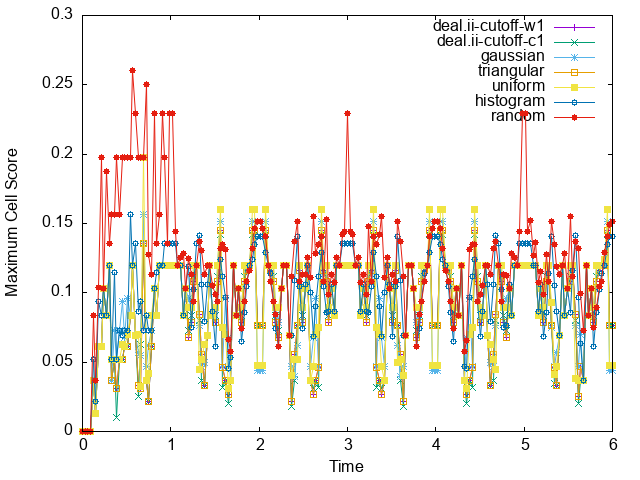 0.3
0.25
0.2
0.15
0.1
0.05
0
Maximum Cell Score
deal.ii-cutoff-w1
deal.ii-cutoff-c1
gaussian
triangular
uniform
histogram
random
0 1 2 3 4 5 6
Time